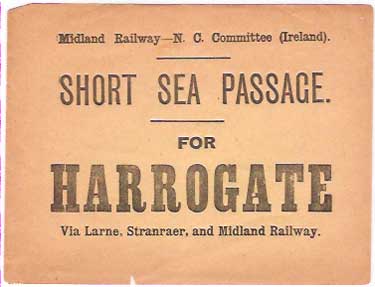 Midland Railway—N. C. Committee (Ireland).
SHORT SEA PASSAGE.
FOR
HARROGATE
Via Larne, Stranraer, and Midland Railway.